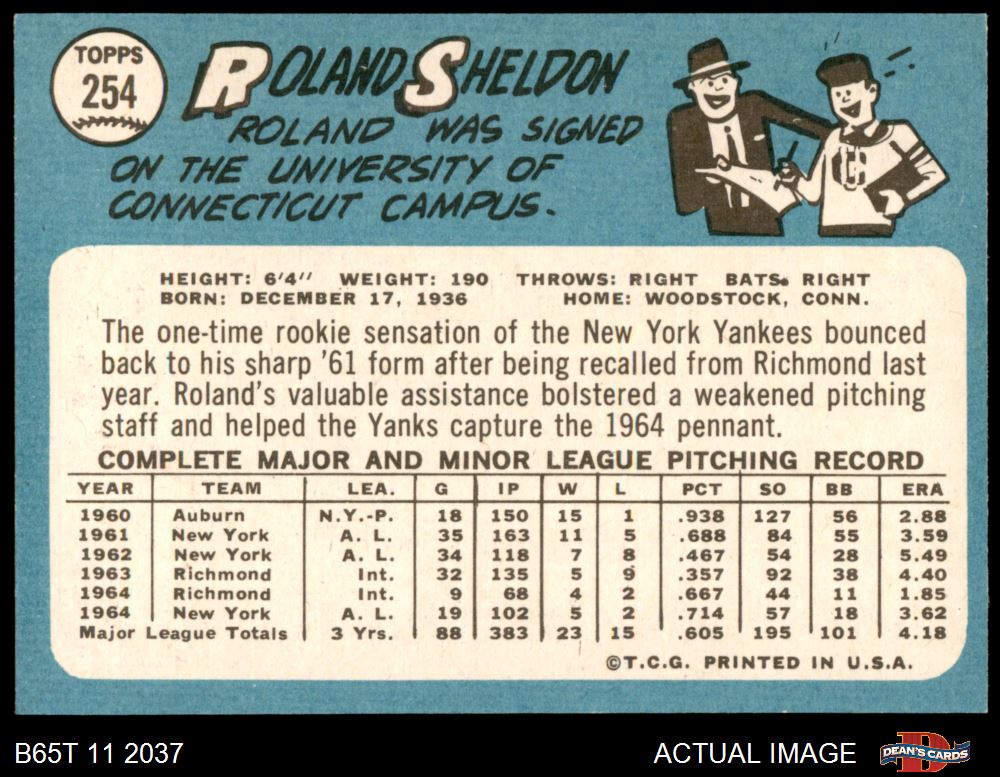 TOPPS
254
ROLAND SHELDON
ROLAND WAS SIGNED
ON THE UNIVERSITY OF
CONNECTICUT CAMPUS.
C
HEIGHT: 6'4" WEIGHT: 190 THROWS: RIGHT BATS. RIGHT
BORN: DECEMBER 17, 1936 HOME: WOODSTOCK, CONN.
The one-time rookie sensation of the New York Yankees bounced
back to his sharp '61 form after being recalled from Richmond last
year. Roland's valuable assistance bolstered a weakened pitching
staff and helped the Yanks capture the 1964 pennant.
COMPLETE MAJOR AND MINOR LEAGUE PITCHING RECORD
YEAR TEAM LEA. G IP W L PCT SO BB ERA
1960 Auburn N.Y.-P. 18 150 15 1 .938 127 56 2.88
1961 New York A. L. 35 163 11 5 .688 84 55 3.59
1962 New York A. L. 34 118 7 8 .467 54 28 5.49
1963 Richmond Int. 32 135 5 9 .357 92 38 4.40
1964 Richmond Int. 9 68 4 2 .667 44 11 1.85
1964 New York A. L. 19 102 5 2 .714 57 18 3.62
Major League Totals 3 Yrs. 88 383 23 15 .605 195 101 4.18
©T.C.G. PRINTED IN U.S.A.
B65T 11 2037 ACTUAL IMAGE DEAN'S CARDS